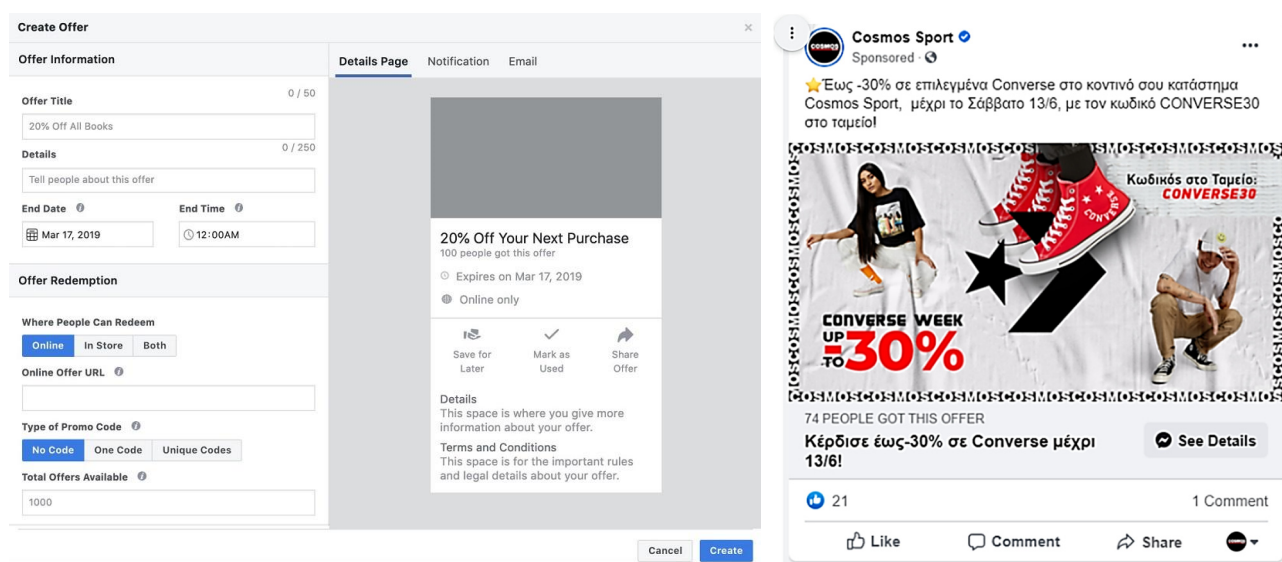 Create Offer
Offer Information
Offer Title
0 / 50
20% Off All Books
Details
0 / 250
Tell people about this offer
End Date
End Time
Mar 17, 2019
12:00AM
Offer Redemption
Where People Can Redeem
Online
In Store
Both
Online Offer URL
Type of Promo Code
No Code
One Code
Unique Codes
Total Offers Available
1000
Details Page
Notification
Email
20% Off Your Next Purchase
100 people got this offer
Expires on Mar 17, 2019
Online only
Save for
Later
Mark as
Used
Share
Offer
Details
This space is where you give more
information about your offer.
Terms and Conditions
This space is for the important rules
and legal details about your offer.
Cancel
Create
COSMOS
Cosmos Sport
Sponsored ·
Έως -30% σε επιλεγμένα Converse στο κοντινό σου κατάστημα
Cosmos Sport, μέχρι το Σάββατο 13/6, με τον κωδικό CONVERSE30
στο ταμείο!
COSMOSCOSMOSCOSMOSCOSMOSCOSMOSCOSMOS
Κωδικός στο Ταμείο:
CONVERSE30
CONVERSE
CONVERSE WEEK
UP
TO
-30%
COSMOSCOSMOSCOSMOSCOSMOSCOSMOSCOSMOSCOSMOS
74 PEOPLE GOT THIS OFFER
Κέρδισε έως-30% σε Converse μέχρι
13/6!
See Details
21
1 Comment
Like
Comment
Share